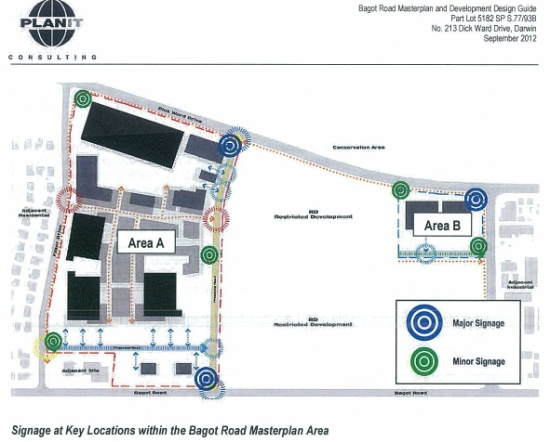 PLANIT
CONSULTING
Bagot Road Masterplan and Development Design Guide
Part Lot 5182 SP S.77/93B
No. 213 Dick Ward Drive, Darwin
September 2012
Dick Ward Drive
Conservation Area
Adjacent
Residential
RD
Restricted Development
Area A
Area B
RD
Restricted Development
Adjacent
Industrial
Major Signage
Minor Signage
Adjacent Site
Bagot Road
Bagot Road
Signage at Key Locations within the Bagot Road Masterplan Area